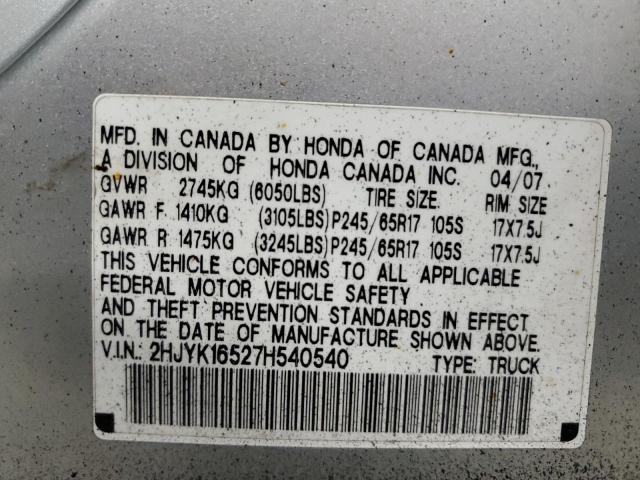 MFD. IN CANADA BY HONDA OF CANADA MFG.,
A DIVISION OF HONDA CANADA INC. 04/07
GVWR 2745KG (6050LBS) TIRE SIZE. RIM SIZE
GAWR F 1410KG (3105LBS) P245/65R17 105S 17X7.5J
GAWR R 1475KG (3245LBS) P245/65R17 105S 17X7.5J
THIS VEHICLE CONFORMS TO ALL APPLICABLE
FEDERAL MOTOR VEHICLE SAFETY
AND THEFT PREVENTION STANDARDS IN EFFECT
ON THE DATE OF MANUFACTURE SHOWN ABOVE.
V.I.N.: 2HJYK16527H540540 TYPE: TRUCK